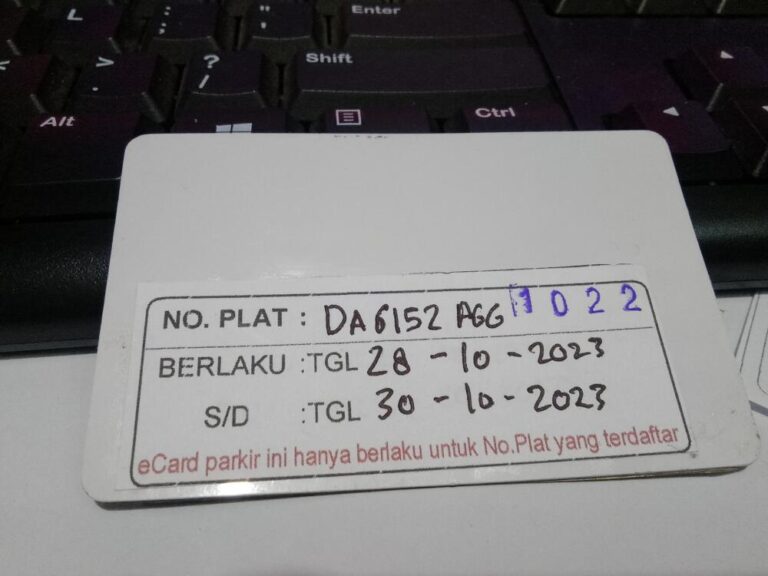 L : ; " ' Enter
< > . ? / Shift
Alt Ctrl
NO. PLAT : DA 6152 AGG 1022
BERLAKU :TGL 28 - 10 - 2023
S/D :TGL 30 - 10 - 2023
eCard parkir ini hanya berlaku untuk No.Plat yang terdaftar